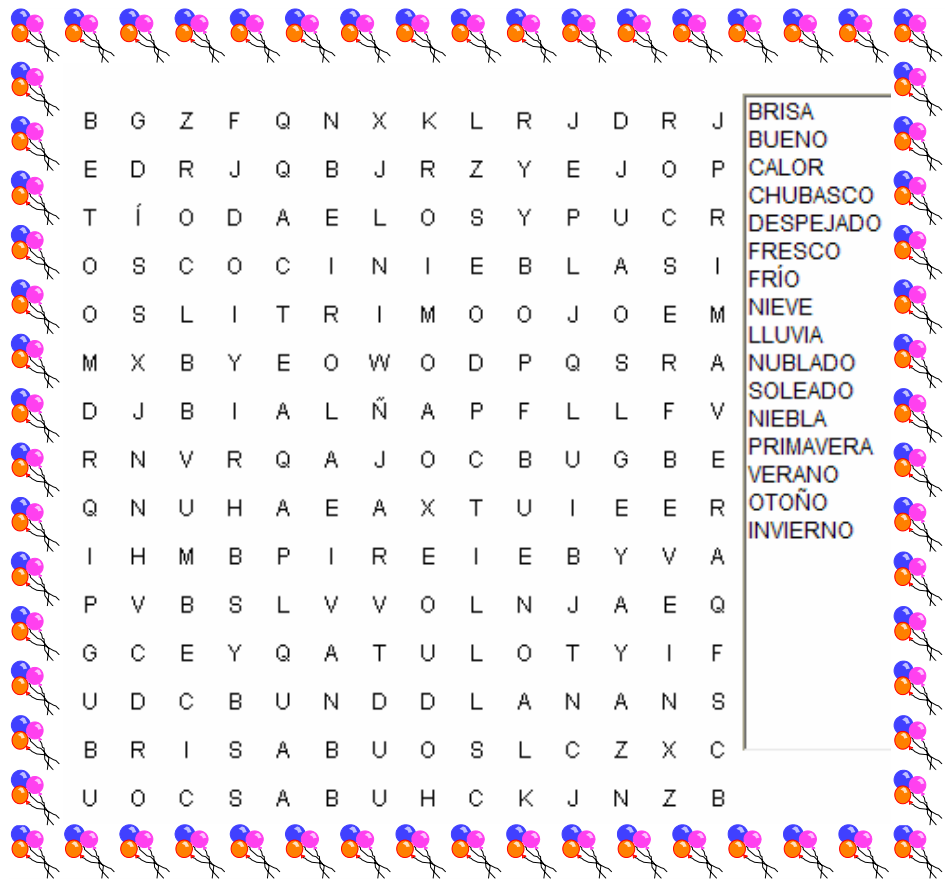 B G Z F Q N X K L R J D R J
E D R J Q B J R Z Y E J O P
T Í O D A E L O S Y P U C R
O S C O C I N I E B L A S I
O S L I T R I M O O J O E M
M X B Y E O W O D P Q S R A
D J B I A L Ñ A P F L L F V
R N V R Q A J O C B U G B E
Q N U H A E A X T U I E E R
I H M B P I R E I E B Y V A
P V B S L V V O L N J A E Q
G C E Y Q A T U L O T Y I F
U D C B U N D D L A N A N S
B R I S A B U O S L C Z X C
U O C S A B U H C K J N Z B
BRISA
BUENO
CALOR
CHUBASCO
DESPEJADO
FRESCO
FRÍO
NIEVE
LLUVIA
NUBLADO
SOLEADO
NIEBLA
PRIMAVERA
VERANO
OTOÑO
INVIERNO